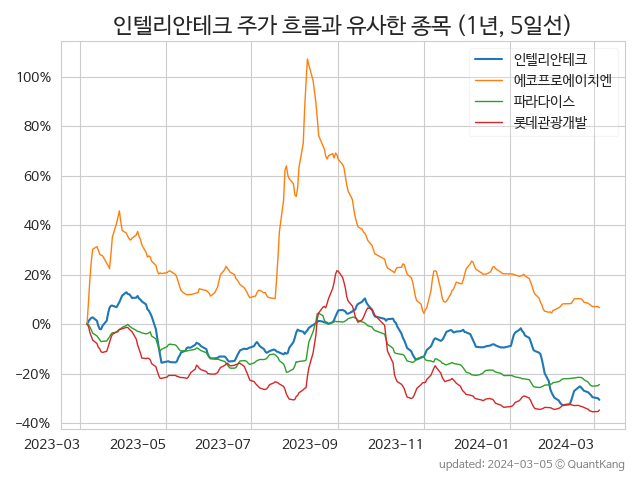 인텔리안테크 주가 흐름과 유사한 종목 (1년, 5일선)
인텔리안테크
에코프로에이치엔
파라다이스
롯데관광개발
100%
80%
60%
40%
20%
0%
−20%
−40%
2023-03
2023-05
2023-07
2023-09
2023-11
2024-01
2024-03
updated: 2024-03-05 © QuantKang